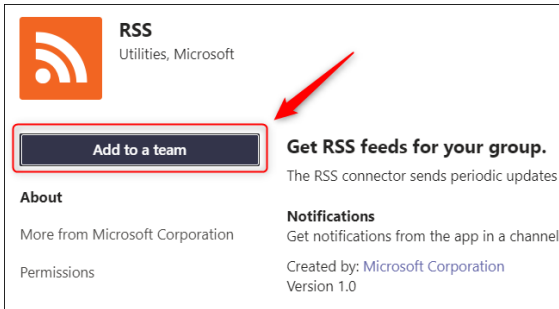 RSS
Utilities, Microsoft
Add to a team
About
More from Microsoft Corporation
Permissions
Get RSS feeds for your group.
The RSS connector sends periodic updates
Notifications
Get notifications from the app in a channel
Created by: Microsoft Corporation
Version 1.0